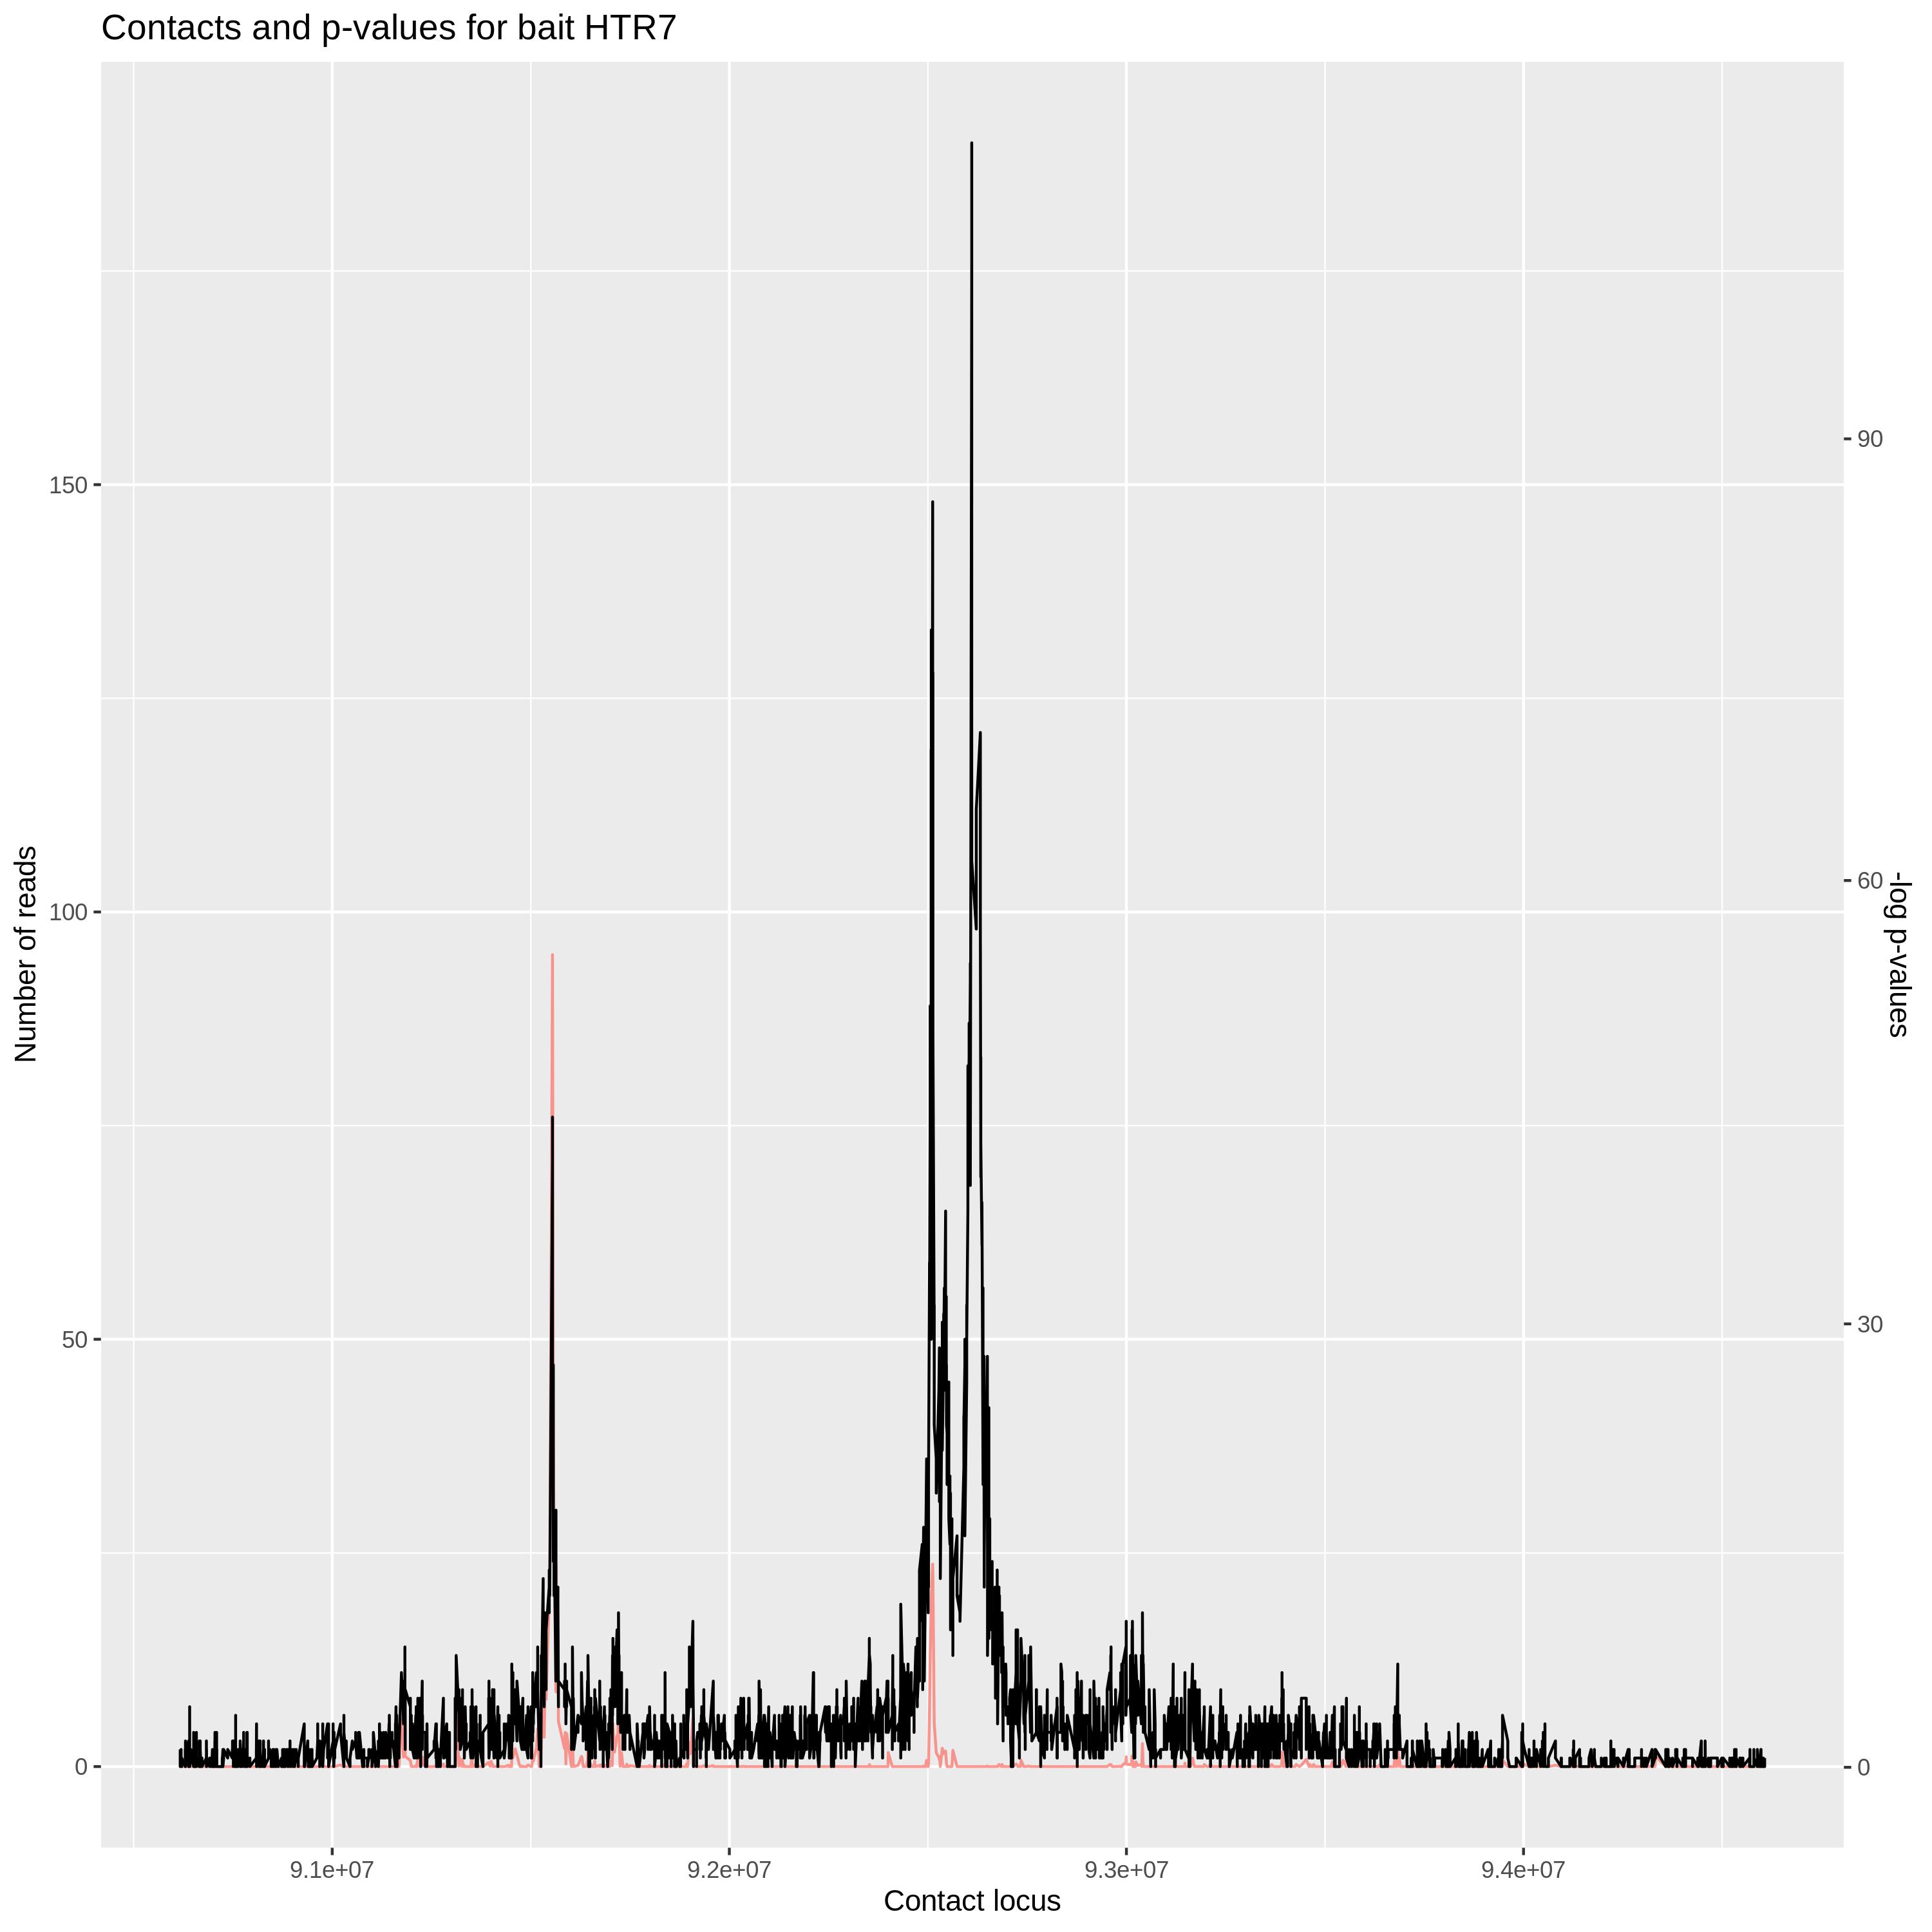 Contacts and p-values for bait HTR7
150
100
50
0
90
60
30
0
Number of reads
-log p-values
9.1e+07
9.2e+07
9.3e+07
9.4e+07
Contact locus